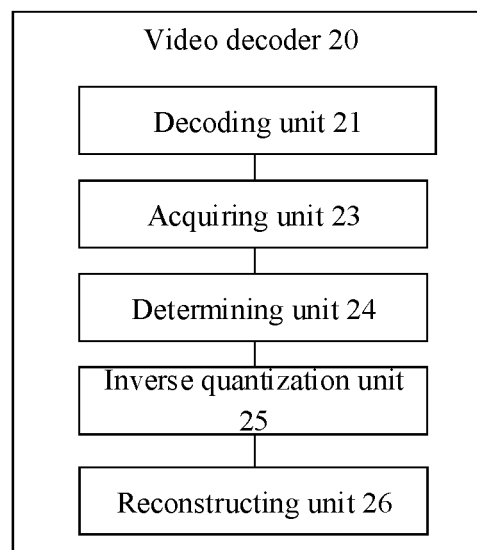 Video decoder 20
Decoding unit 21
Acquiring unit 23
Determining unit 24
Inverse quantization unit
25
Reconstructing unit 26